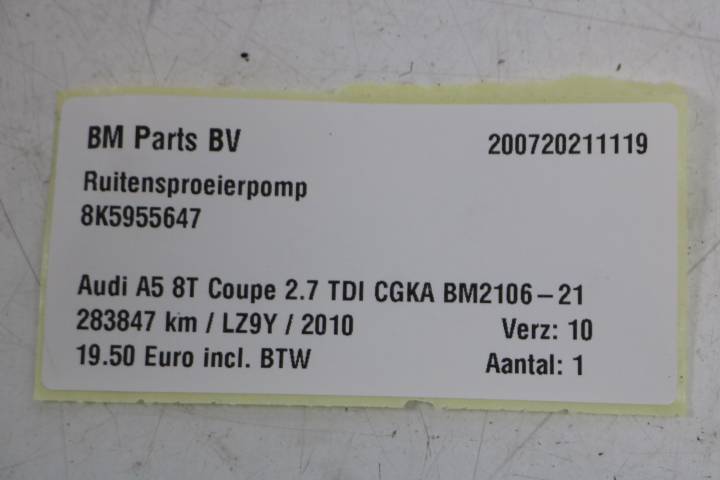 BM Parts BV 200720211119
Ruitensproeierpomp
8K5955647
Audi A5 8T Coupe 2.7 TDI CGKA BM2106-21
283847 km / LZ9Y / 2010 Verz: 10
19.50 Euro incl. BTW Aantal: 1